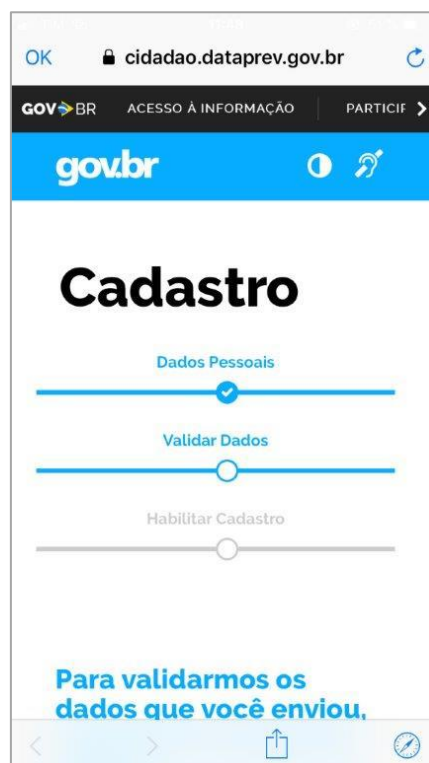 OK cidadao.dataprev.gov.br
GOV BR ACESSO À INFORMAÇÃO PARTICIF
gov.br
Cadastro
Dados Pessoais
Validar Dados
Habilitar Cadastro
Para validarmos os
dados que você enviou,